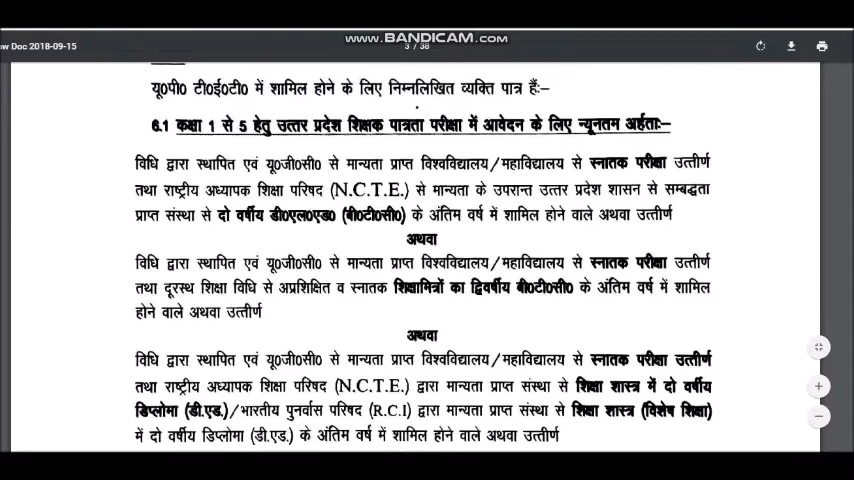 www.BANDICAM.com
aw Doc 2018-09-15
3 / 38
यू0पी0 टी0ई0टी0 में शामिल होने के लिए निम्नलिखित व्यक्ति पात्र हैं:-
6.1 कक्षा 1 से 5 हेतु उत्तर प्रदेश शिक्षक पात्रता परीक्षा में आवेदन के लिए न्यूनतम अर्हताः-
विधि द्वारा स्थापित एवं यू0जी0सी0 से मान्यता प्राप्त विश्वविद्यालय/महाविद्यालय से स्नातक परीक्षा उत्तीर्ण
तथा राष्ट्रीय अध्यापक शिक्षा परिषद (N.C.T.E.) से मान्यता के उपरान्त उत्तर प्रदेश शासन से सम्बद्धता
प्राप्त संस्था से दो वर्षीय डी0एल0एड0 (बी0टी0सी0) के अंतिम वर्ष में शामिल होने वाले अथवा उत्तीर्ण
अथवा
विधि द्वारा स्थापित एवं यू0जी0सी0 से मान्यता प्राप्त विश्वविद्यालय/महाविद्यालय से स्नातक परीक्षा उत्तीर्ण
तथा दूरस्थ शिक्षा विधि से अप्रशिक्षित व स्नातक शिक्षामित्रों का द्विवर्षीय बी0टी0सी0 के अंतिम वर्ष में शामिल
होने वाले अथवा उत्तीर्ण
अथवा
विधि द्वारा स्थापित एवं यू0जी0सी0 से मान्यता प्राप्त विश्वविद्यालय/महाविद्यालय से स्नातक परीक्षा उत्तीर्ण
तथा राष्ट्रीय अध्यापक शिक्षा परिषद (N.C.T.E.) द्वारा मान्यता प्राप्त संस्था से शिक्षा शास्त्र में दो वर्षीय
डिप्लोमा (डी.एड.)/भारतीय पुनर्वास परिषद (R.C.I) द्वारा मान्यता प्राप्त संस्था से शिक्षा शास्त्र (विशेष शिक्षा)
में दो वर्षीय डिप्लोमा (डी.एड.) के अंतिम वर्ष में शामिल होने वाले अथवा उत्तीर्ण